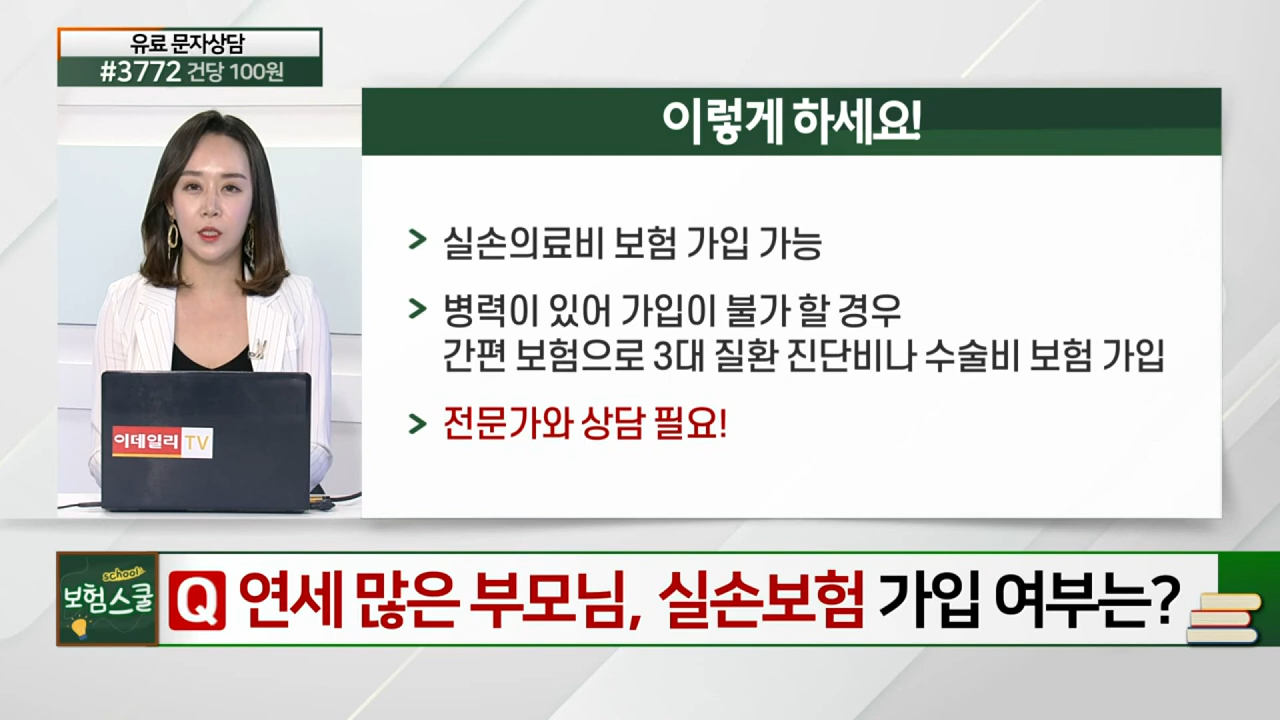 유료 문자상담
#3772 건당 100원
이렇게 하세요!
> 실손의료비 보험 가입 가능
> 병력이 있어 가입이 불가 할 경우
간편 보험으로 3대 질환 진단비나 수술비 보험 가입
> 전문가와 상담 필요!
이데일리 TV
school
보험스쿨
Q 연세 많은 부모님, 실손보험 가입 여부는?